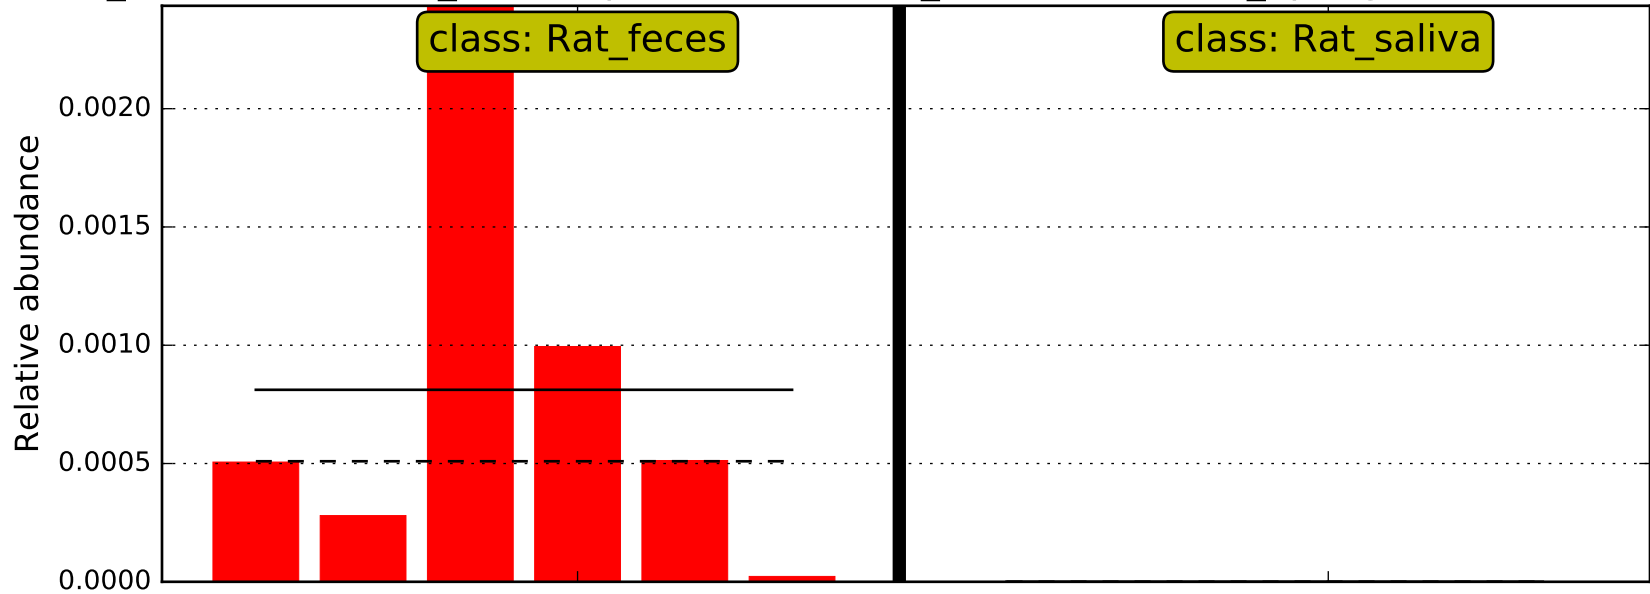 class: Rat_feces
class: Rat_saliva
0.0020
0.0015
0.0010
0.0005
0.0000
Relative abundance